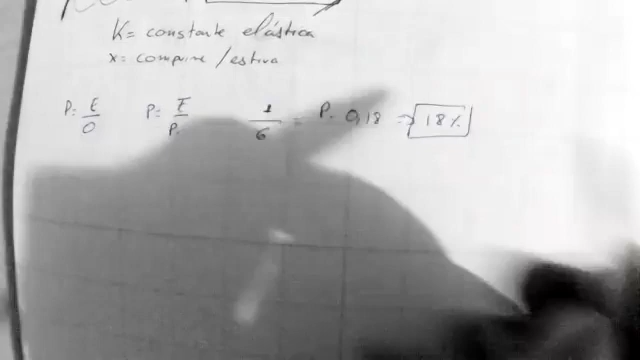 K= constante elástica
x= comprime / estira
P= E/O P= E/P. 1/6 = P= 0,18 => 18%